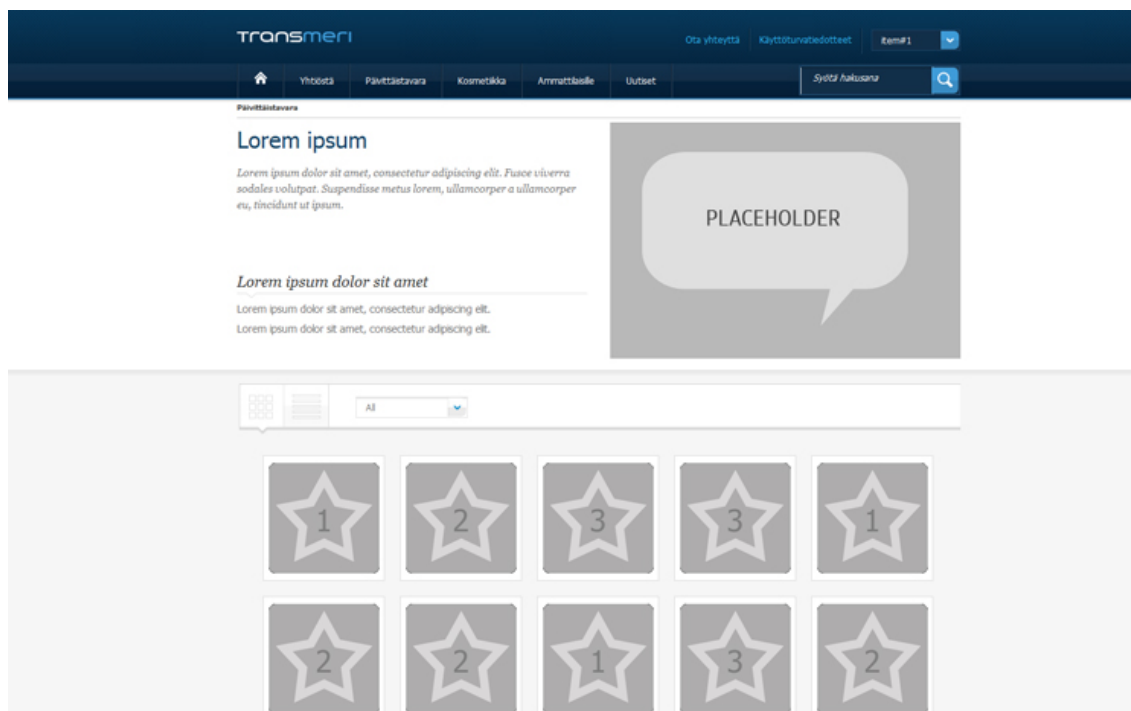 Transmeri
Ota yhteyttä Käyttöturvatiedotteet item#1
Yhtiöstä Päivittäistavara Kosmetiikka Ammattilaisille Uutiset Syötä hakusana
Päivittäistavara
Lorem ipsum
Lorem ipsum dolor sit amet, consectetur adipiscing elit. Fusce viverra
sodales volutpat. Suspendisse metus lorem, ullamcorper a ullamcorper
eu, tincidunt ut ipsum.
PLACEHOLDER
Lorem ipsum dolor sit amet
Lorem ipsum dolor sit amet, consectetur adipiscing elit.
Lorem ipsum dolor sit amet, consectetur adipiscing elit.
All
1 2 3 3 1
2 2 1 3 2